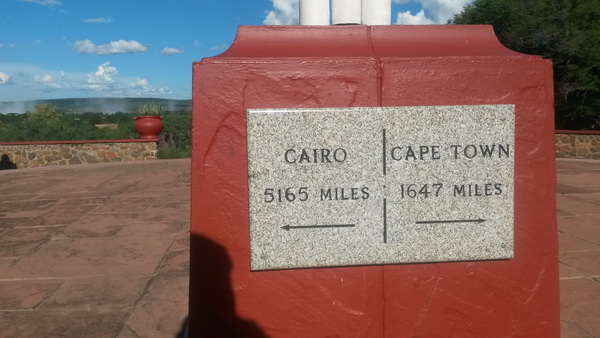 CAIRO
5165 MILES
CAPE TOWN
1647 MILES